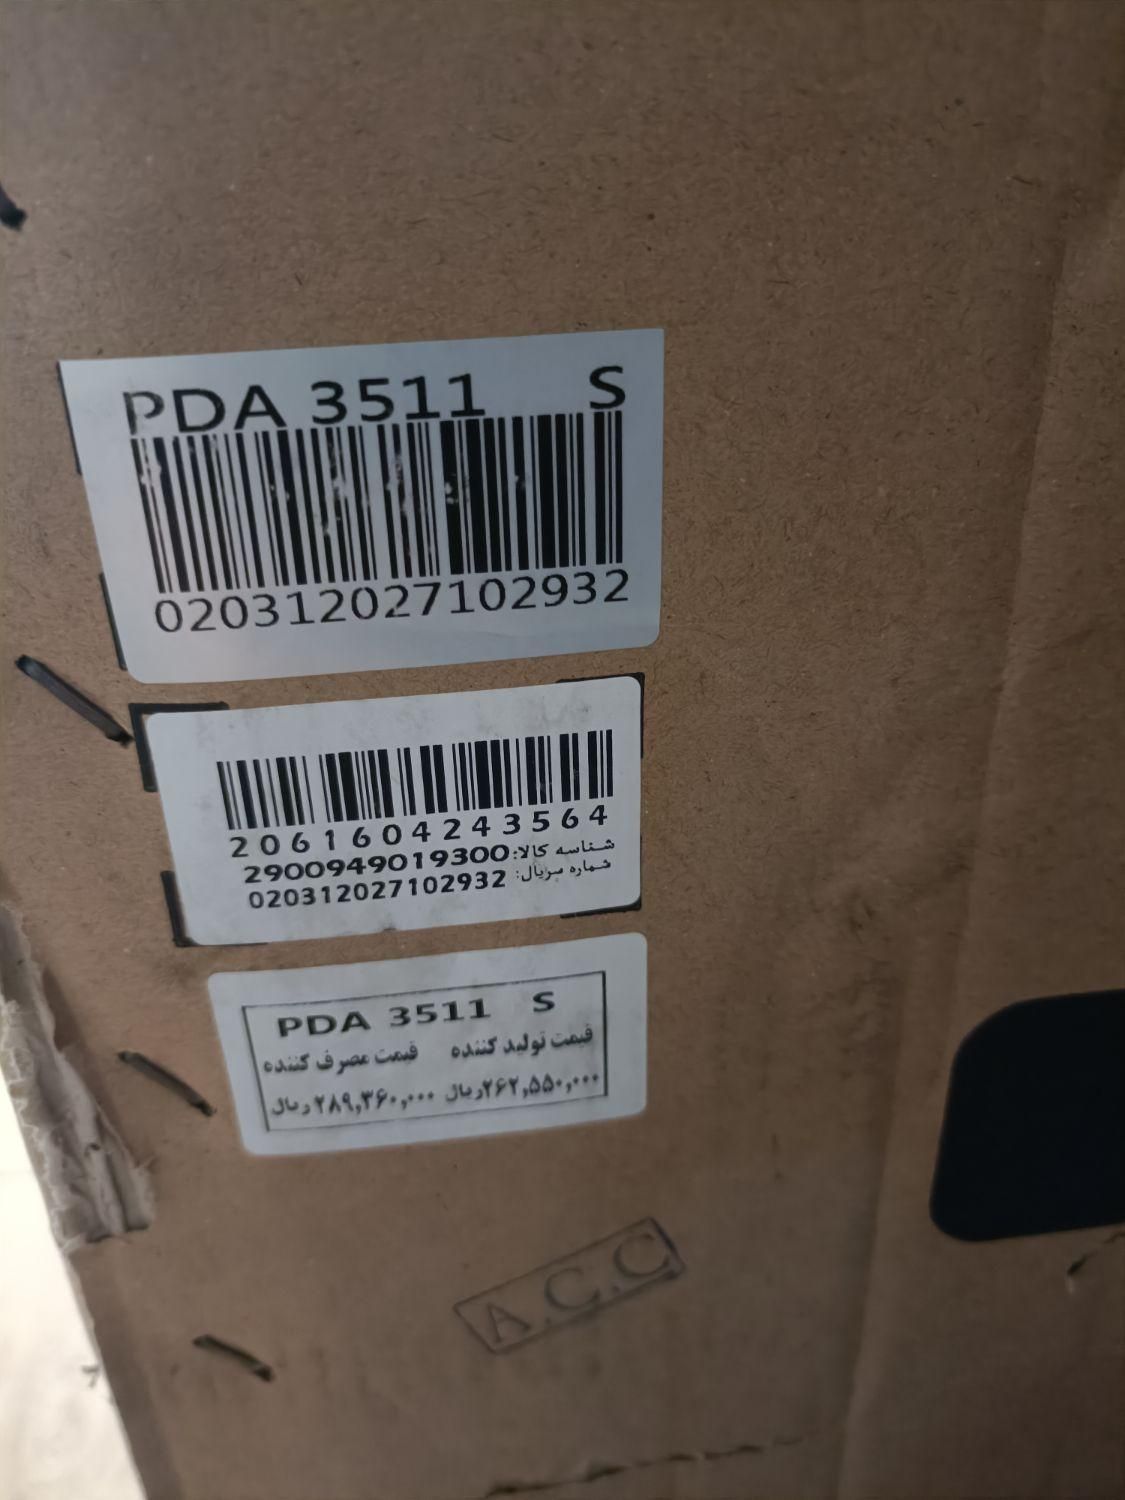 PDA 3511 S
020312027102932
2061604243564
شناسه کالا: 2900949019300
شماره سریال: 020312027102932
PDA 3511 S
قیمت تولید کننده قیمت مصرف کننده
۲۶۲,۵۵۰,۰۰۰ریال ۲۸۹,۳۶۰,۰۰۰ ریال
A.C.C